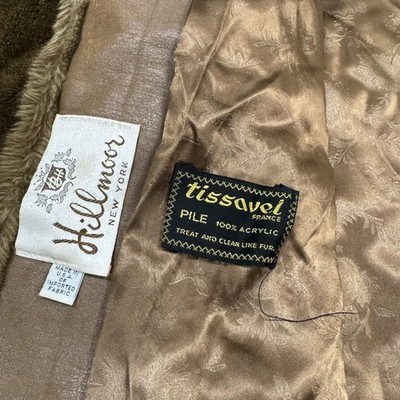 Hillmoor
NEW YORK
MADE IN
U.S.A.
OF
IMPORTED
FABRIC
tissavel
FRANCE
PILE 100% ACRYLIC
TREAT AND CLEAN LIKE FUR.